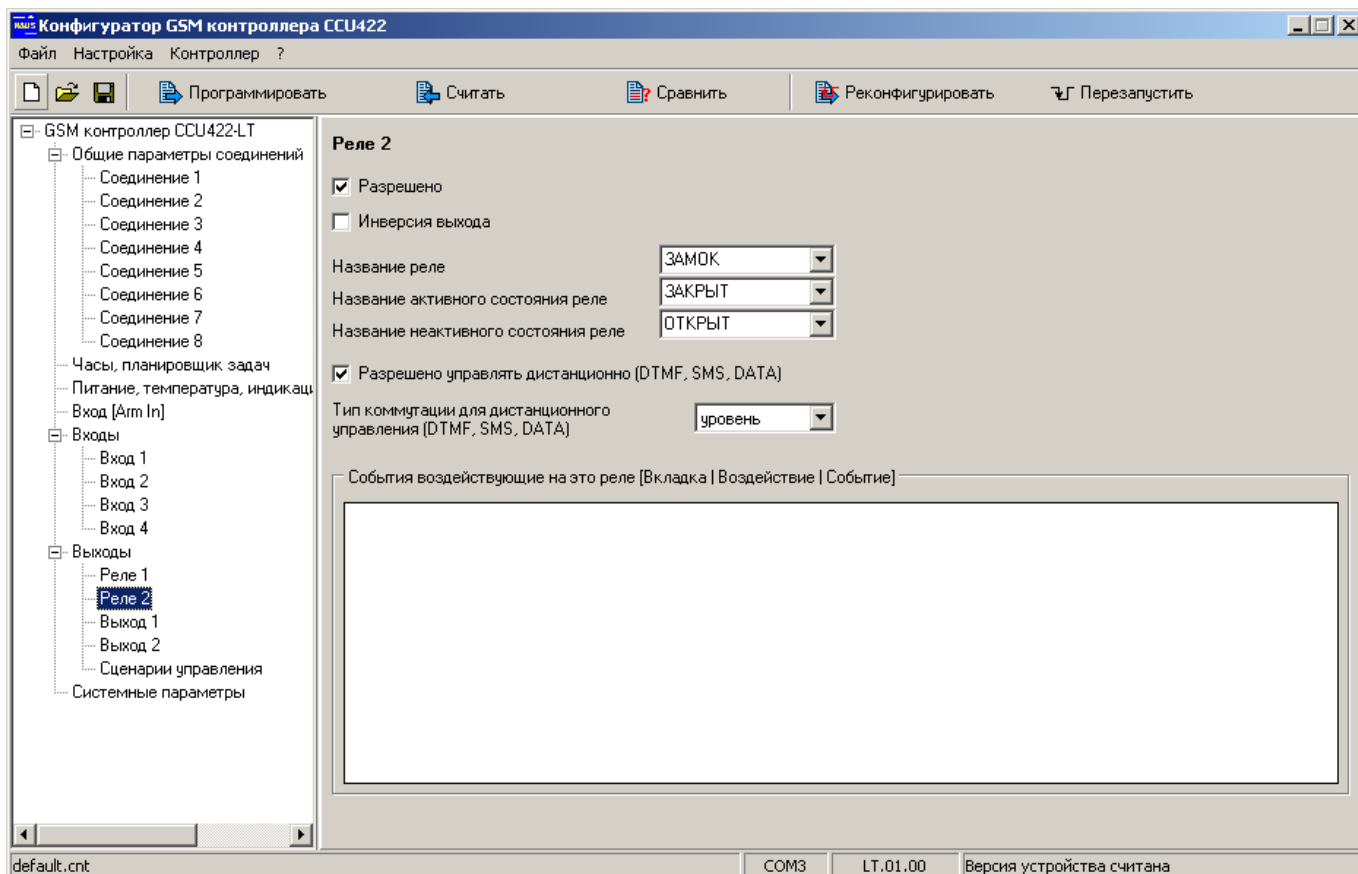 Конфигуратор GSM контроллера CCU422
Файл Настройка Контроллер ?
Программировать Считать Сравнить Реконфигурировать Перезапустить
GSM контроллер CCU422-LT
Общие параметры соединений
Соединение 1
Соединение 2
Соединение 3
Соединение 4
Соединение 5
Соединение 6
Соединение 7
Соединение 8
Часы, планировщик задач
Питание, температура, индикаци
Вход [Arm In]
Входы
Вход 1
Вход 2
Вход 3
Вход 4
Выходы
Реле 1
Реле 2
Выход 1
Выход 2
Сценарии управления
Системные параметры
Реле 2
Разрешено
Инверсия выхода
Название реле ЗАМОК
Название активного состояния реле ЗАКРЫТ
Название неактивного состояния реле ОТКРЫТ
Разрешено управлять дистанционно (DTMF, SMS, DATA)
Тип коммутации для дистанционного
управления (DTMF, SMS, DATA) уровень
События воздействующие на это реле [Вкладка | Воздействие | Событие]
default.cnt COM3 LT.01.00 Версия устройства считана